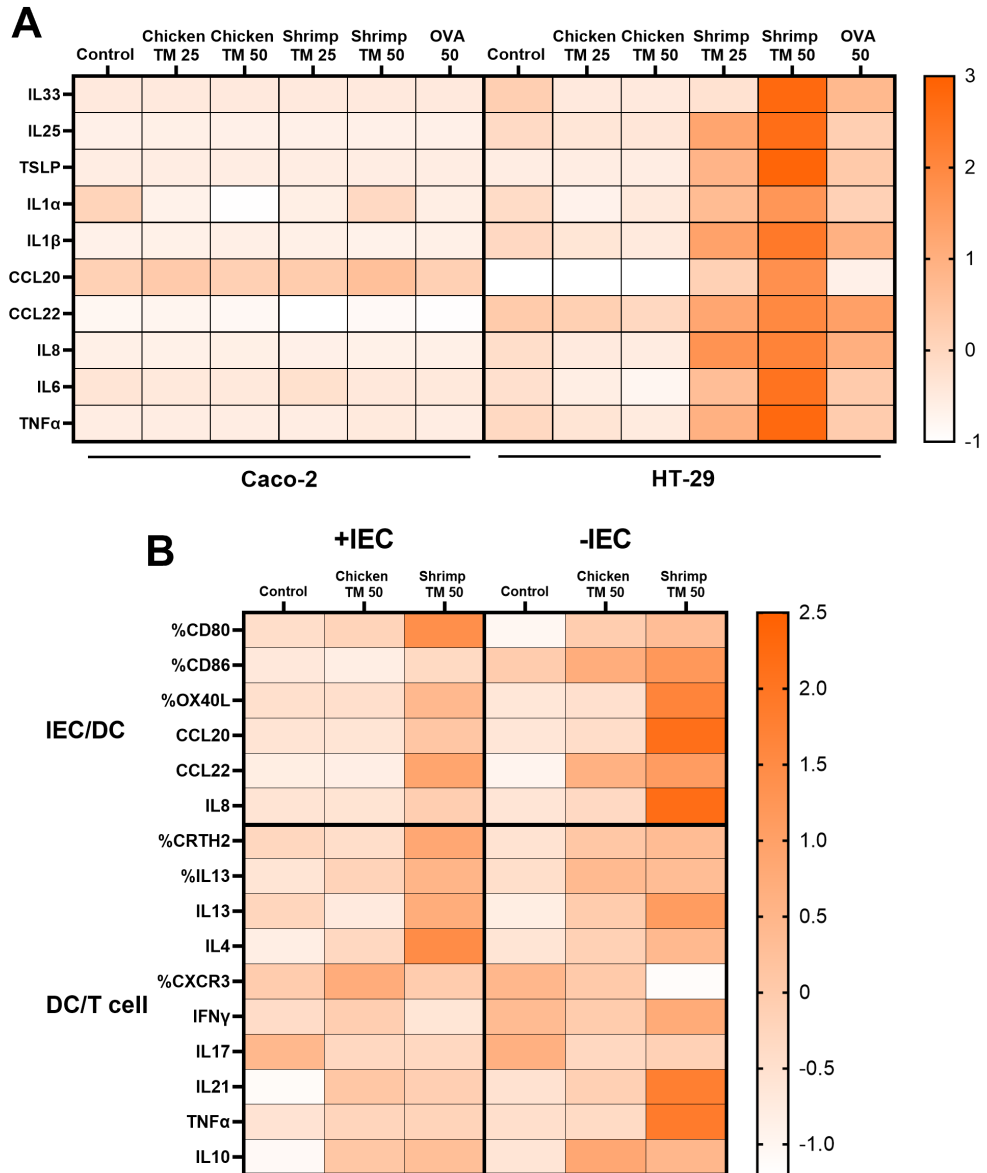 A
Control Chicken TM 25 Chicken TM 50 Shrimp TM 25 Shrimp TM 50 OVA 50 Control Chicken TM 25 Chicken TM 50 Shrimp TM 25 Shrimp TM 50 OVA 50
IL33
IL25
TSLP
IL1α
IL1β
CCL20
CCL22
IL8
IL6
TNFα
3
2
1
0
-1
Caco-2 HT-29
B
+IEC -IEC
Control Chicken TM 50 Shrimp TM 50 Control Chicken TM 50 Shrimp TM 50
IEC/DC
%CD80
%CD86
%OX40L
CCL20
CCL22
IL8
DC/T cell
%CRTH2
%IL13
IL13
IL4
%CXCR3
IFNγ
IL17
IL21
TNFα
IL10
2.5
2.0
1.5
1.0
0.5
0
-0.5
-1.0